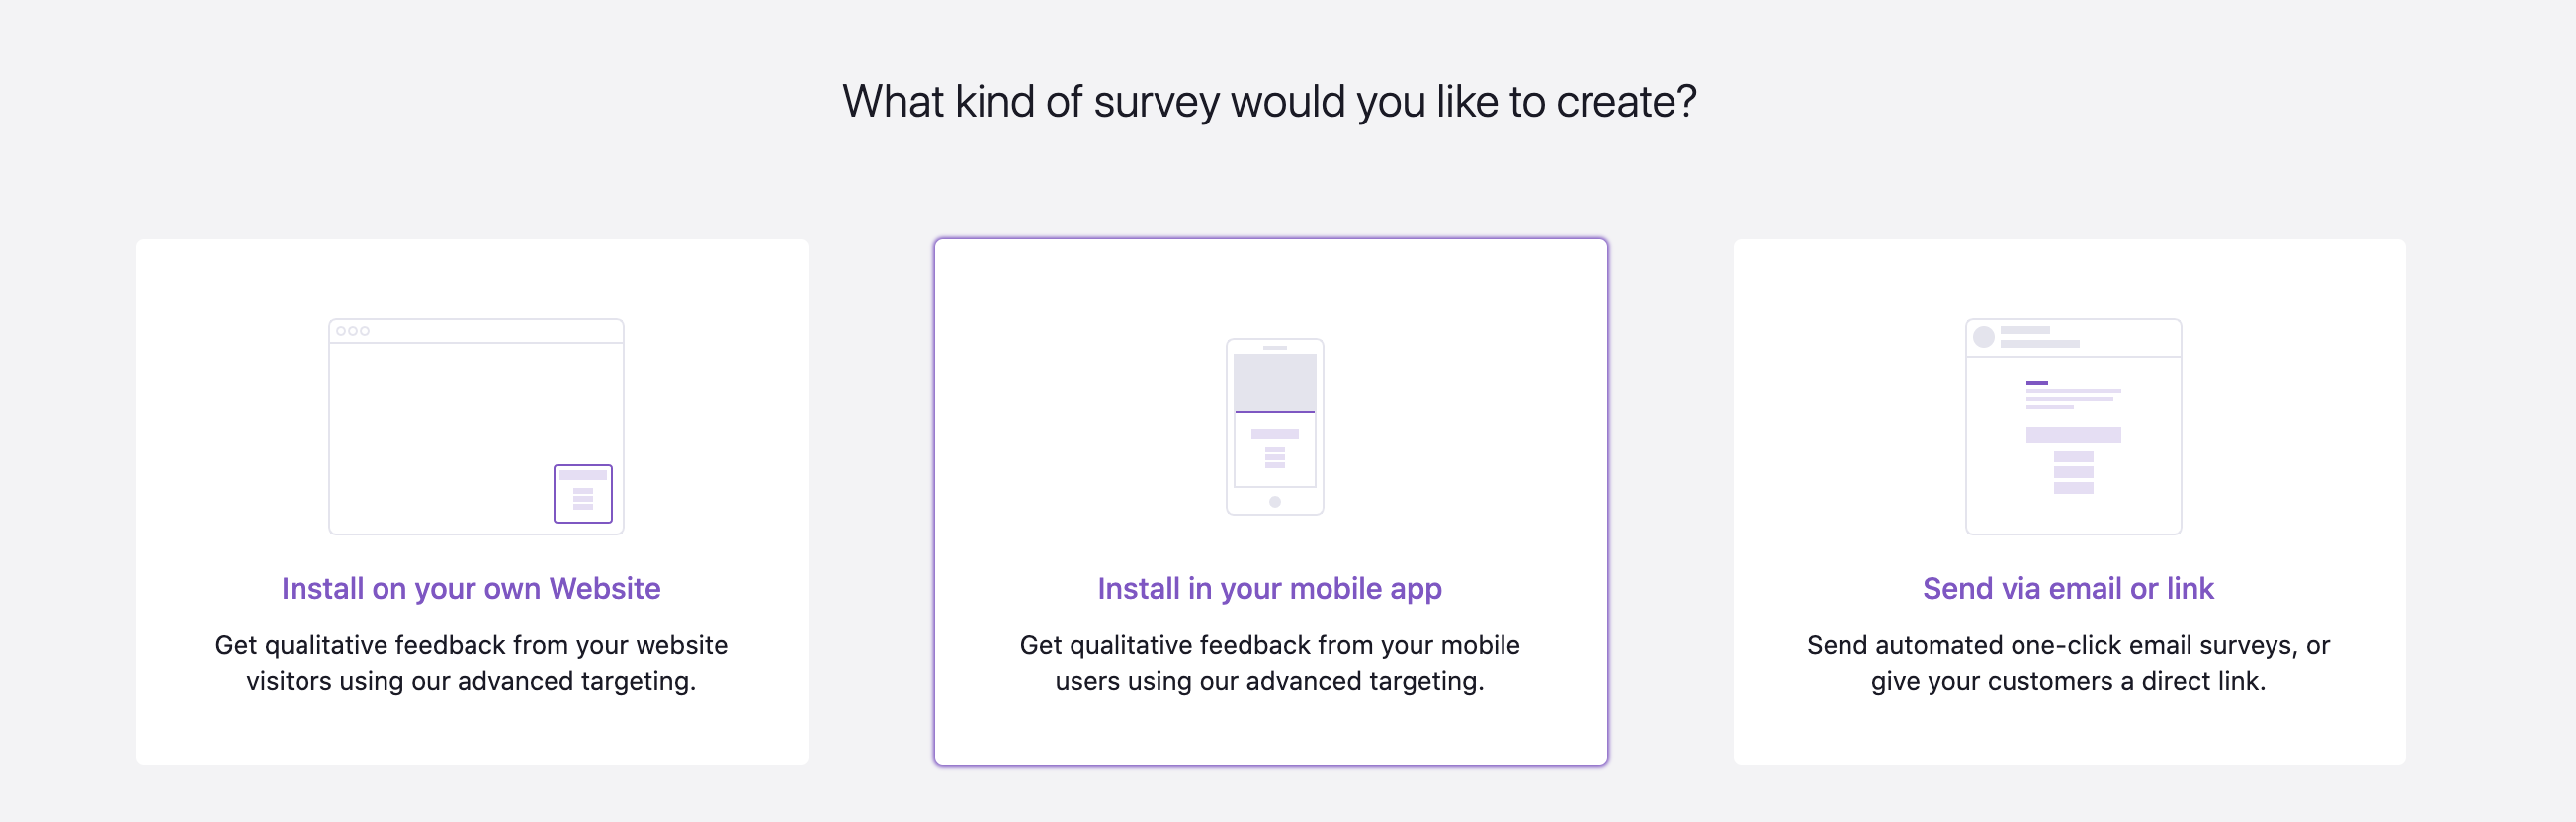 What kind of survey would you like to create?
Install on your own Website
Get qualitative feedback from your website
visitors using our advanced targeting.
Install in your mobile app
Get qualitative feedback from your mobile
users using our advanced targeting.
Send via email or link
Send automated one-click email surveys, or
give your customers a direct link.